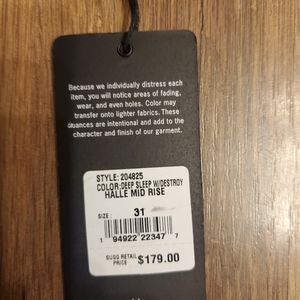 Because we individually distress each
item, you will notice areas of fading,
wear, and even holes. Color may
transfer onto lighter fabrics. These
nuances are intentional and add to the
character and finish of our garment.
STYLE: 204825
COLOR:DEEP SLEEP W/DESTROY
HALLE MID RISE
SIZE : 31
1 94922 22347 7
SUGG RETAIL
PRICE $179.00